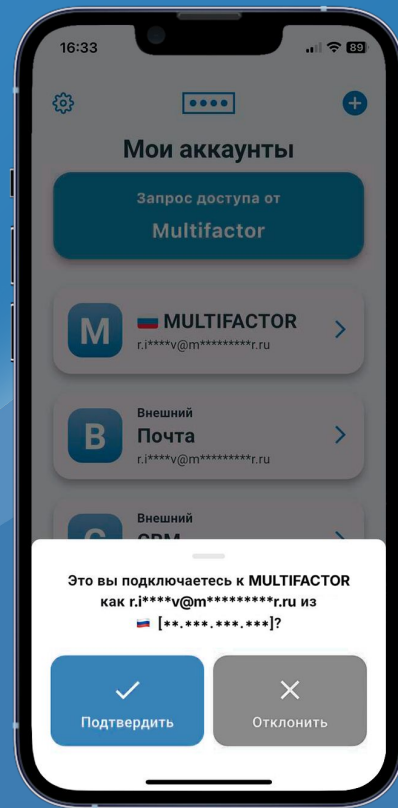 16:33
89
Мои аккаунты
Запрос доступа от
Multifactor
M
MULTIFACTOR
r.i****v@m*********r.ru
В
Внешний
Почта
r.i****v@m*********r.ru
Внешний
CRM
Это вы подключаетесь к MULTIFACTOR
как r.i****v@m*********r.ru из
[**.***.***.***]?
Подтвердить
Отклонить